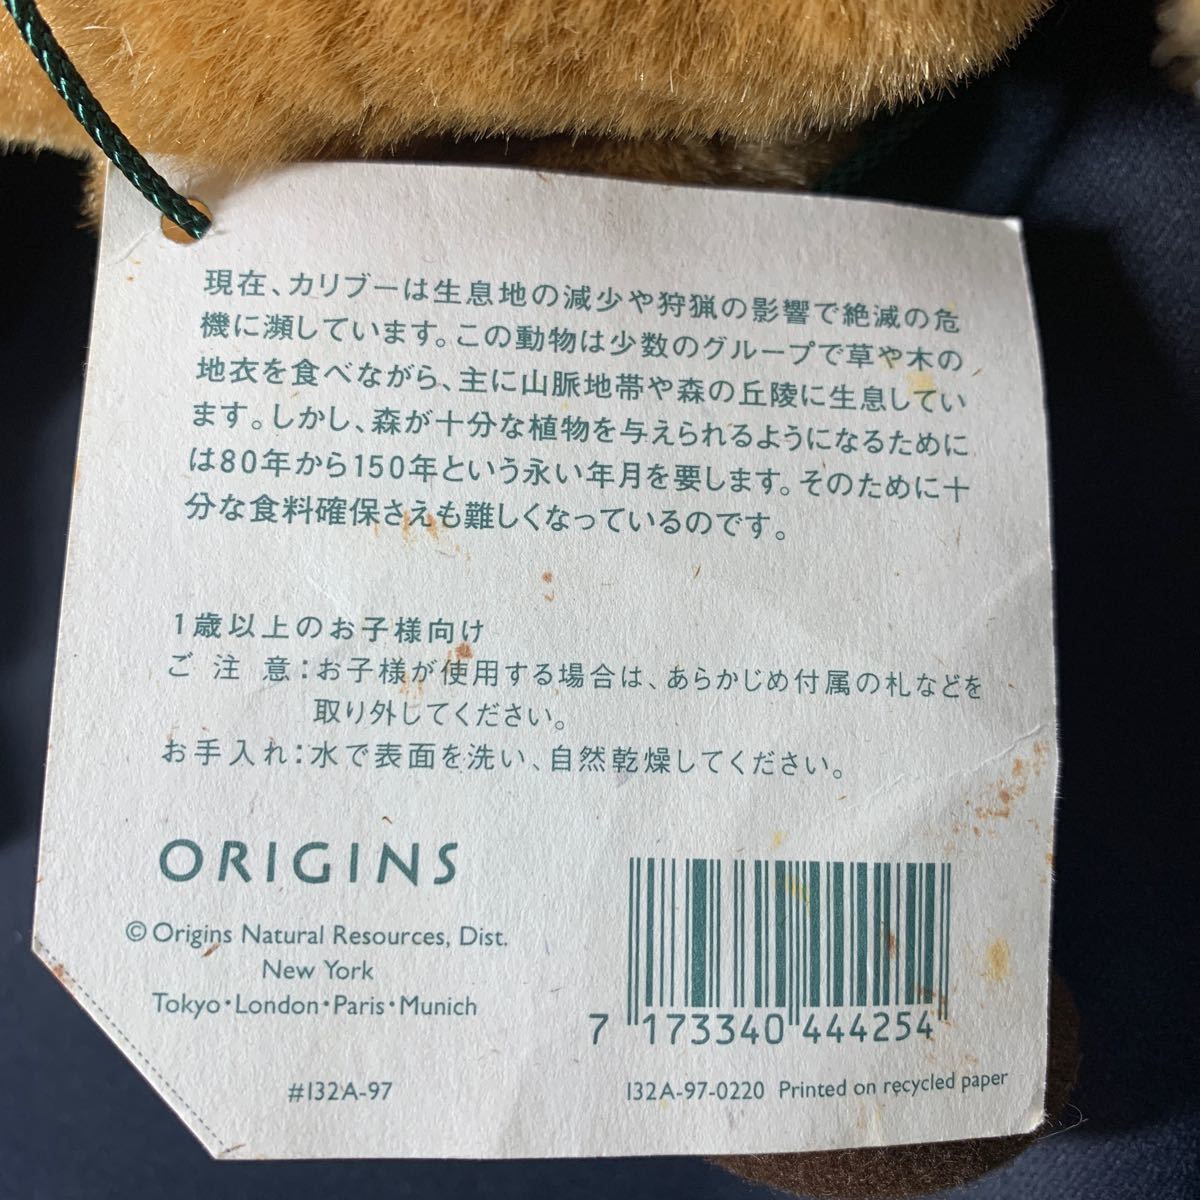 現在、カリブーは生息地の減少や狩猟の影響で絶滅の危
機に瀕しています。この動物は少数のグループで草や木の
地衣を食べながら、主に山脈地帯や森の丘陵に生息してい
ます。しかし、森が十分な植物を与えられるようになるためには
は80年から150年という永い年月を要します。そのために十
分な食料確保さえも難しくなっているのです。
1歳以上のお子様向け
ご注意：お子様が使用する場合は、あらかじめ付属の札などを
取り外してください。
お手入れ：水で表面を洗い、自然乾燥してください。
ORIGINS
© Origins Natural Resources, Dist.
New York
Tokyo・London・Paris・Munich
#132A-97
7 173340 444254
132A-97-0220 Printed on recycled paper